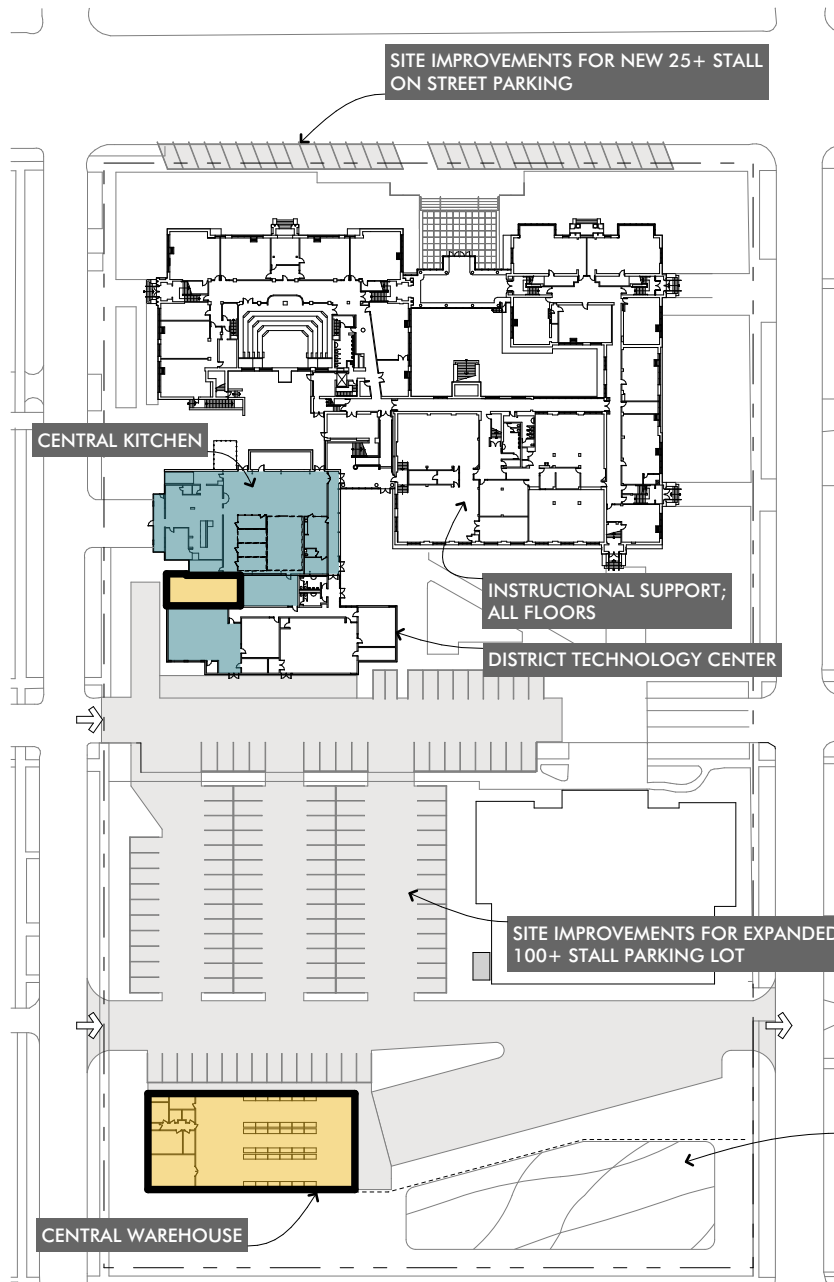 SITE IMPROVEMENTS FOR NEW 25+ STALL
ON STREET PARKING
CENTRAL KITCHEN
INSTRUCTIONAL SUPPORT;
ALL FLOORS
DISTRICT TECHNOLOGY CENTER
SITE IMPROVEMENTS FOR EXPANDED
100+ STALL PARKING LOT
CENTRAL WAREHOUSE